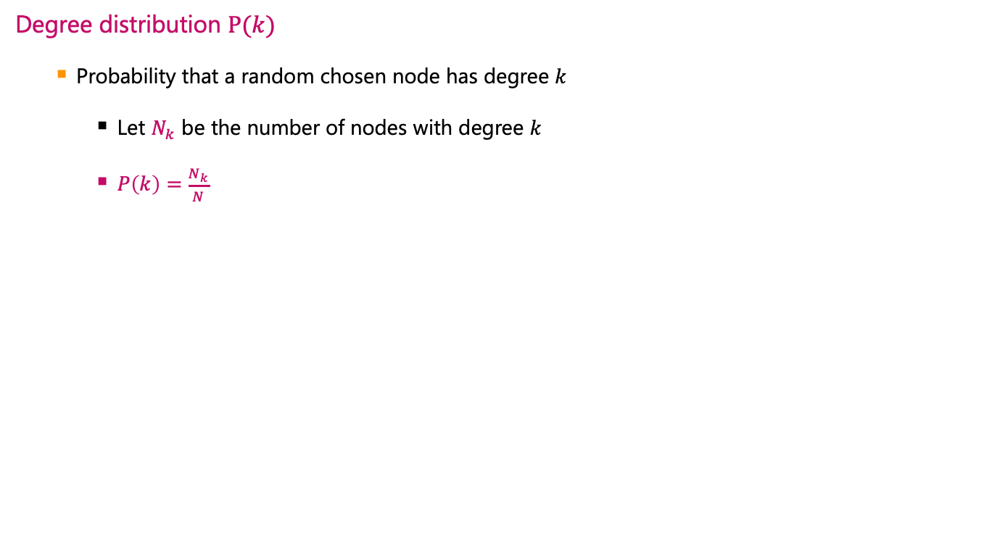 Degree distribution P(k)
▪ Probability that a random chosen node has degree k
▪ Let N_k be the number of nodes with degree k
▪ P(k) = N_k / N